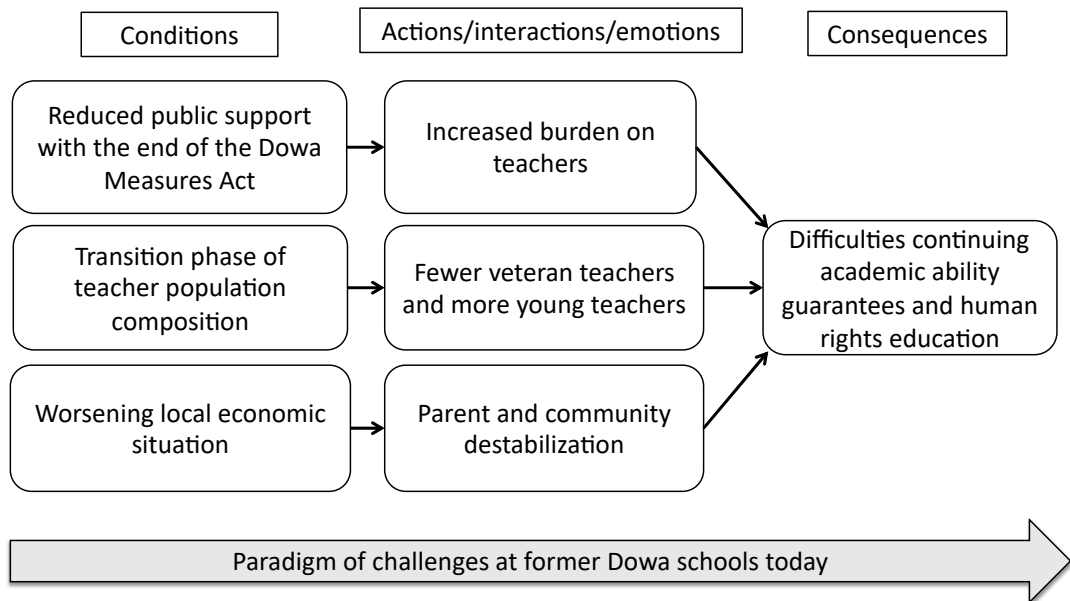 Conditions
Actions/interactions/emotions
Consequences
Reduced public support
with the end of the Dowa
Measures Act
Increased burden on
teachers
Transition phase of
teacher population
composition
Fewer veteran teachers
and more young teachers
Difficulties continuing
academic ability
guarantees and human
rights education
Worsening local economic
situation
Parent and community
destabilization
Paradigm of challenges at former Dowa schools today